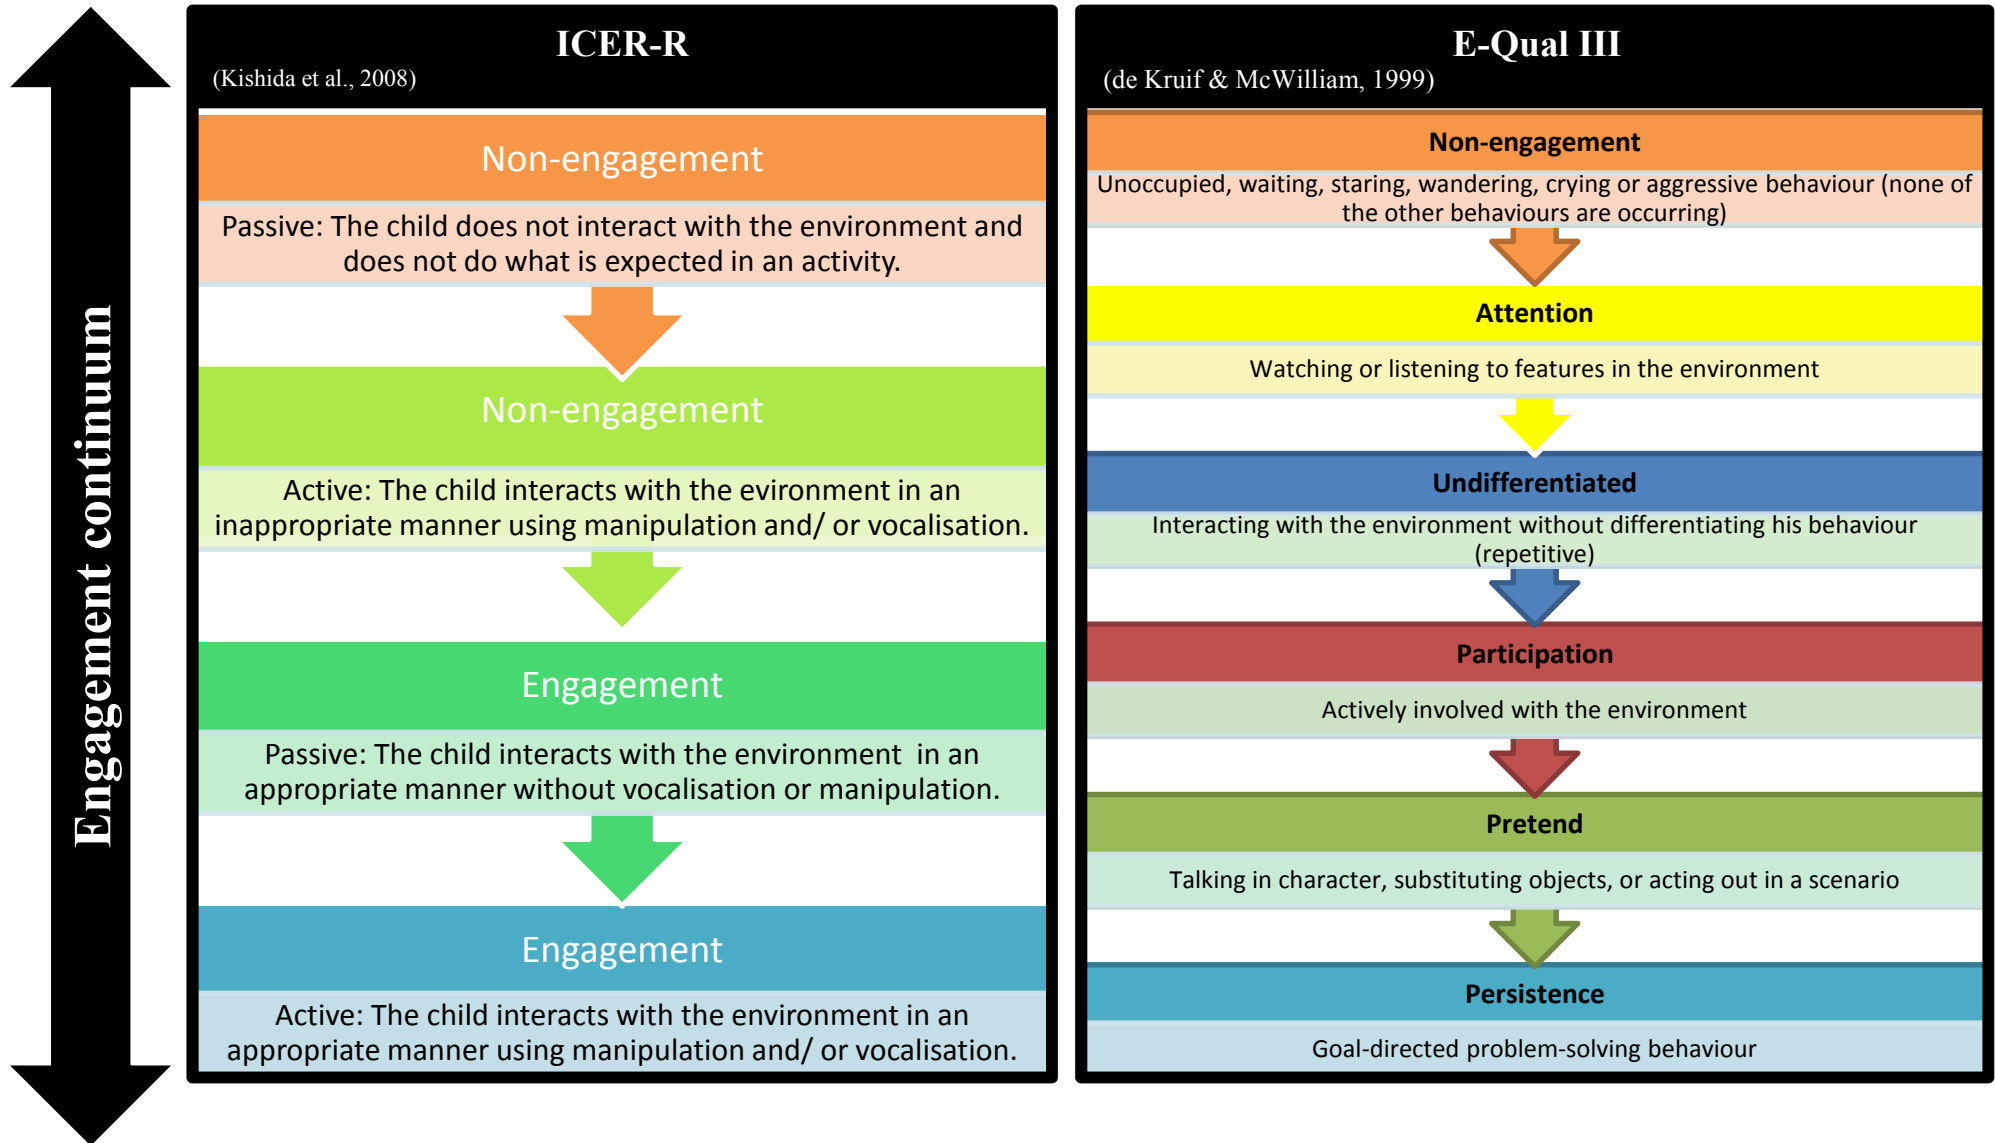 Engagement continuum
ICER-R
(Kishida et al., 2008)
Non-engagement
Passive: The child does not interact with the environment and
does not do what is expected in an activity.
Non-engagement
Active: The child interacts with the evironment in an
inappropriate manner using manipulation and/ or vocalisation.
Engagement
Passive: The child interacts with the environment  in an
appropriate manner without vocalisation or manipulation.
Engagement
Active: The child interacts with the environment in an
appropriate manner using manipulation and/ or vocalisation.
E-Qual III
(de Kruif & McWilliam, 1999)
Non-engagement
Unoccupied, waiting, staring, wandering, crying or aggressive behaviour (none of
the other behaviours are occurring)
Attention
Watching or listening to features in the environment
Undifferentiated
Interacting with the environment without differentiating his behaviour
(repetitive)
Participation
Actively involved with the environment
Pretend
Talking in character, substituting objects, or acting out in a scenario
Persistence
Goal-directed problem-solving behaviour